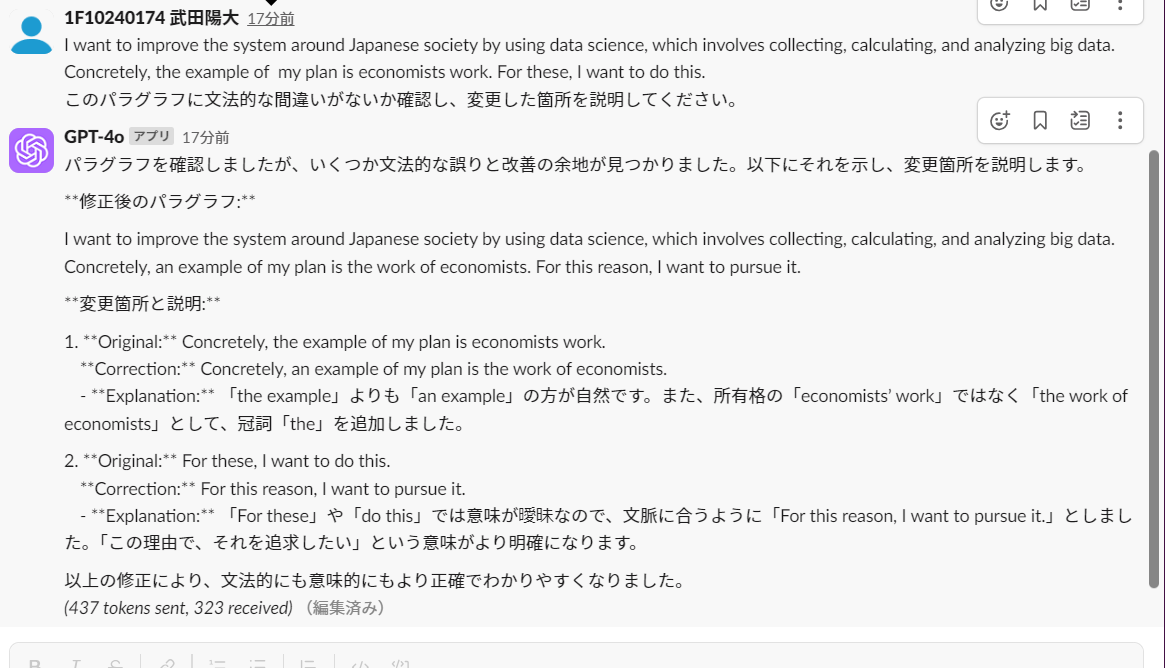 1F10240174 武田陽大 17分前
I want to improve the system around Japanese society by using data science, which involves collecting, calculating, and analyzing big data.
Concretely, the example of  my plan is economists work. For these, I want to do this.
このパラグラフに文法的な間違いがないか確認し、変更した箇所を説明してください。
GPT-4o アプリ 17分前
パラグラフを確認しましたが、いくつか文法的な誤りと改善の余地が見つかりました。以下にそれを示し、変更箇所を説明します。
**修正後のパラグラフ:**
I want to improve the system around Japanese society by using data science, which involves collecting, calculating, and analyzing big data.
Concretely, an example of my plan is the work of economists. For this reason, I want to pursue it.
**変更箇所と説明:**
1. **Original:** Concretely, the example of my plan is economists work.
**Correction:** Concretely, an example of my plan is the work of economists.
- **Explanation:** 「the example」よりも「an example」の方が自然です。また、所有格の「economists’ work」ではなく「the work of
economists」として、冠詞「the」を追加しました。
2. **Original:** For these, I want to do this.
**Correction:** For this reason, I want to pursue it.
- **Explanation:** 「For these」や「do this」では意味が曖昧なので、文脈に合うように「For this reason, I want to pursue it.」としまし
た。「この理由で、それを追求したい」という意味がより明確になります。
以上の修正により、文法的にも意味的にもより正確でわかりやすくなりました。
(437 tokens sent, 323 received) （編集済み）